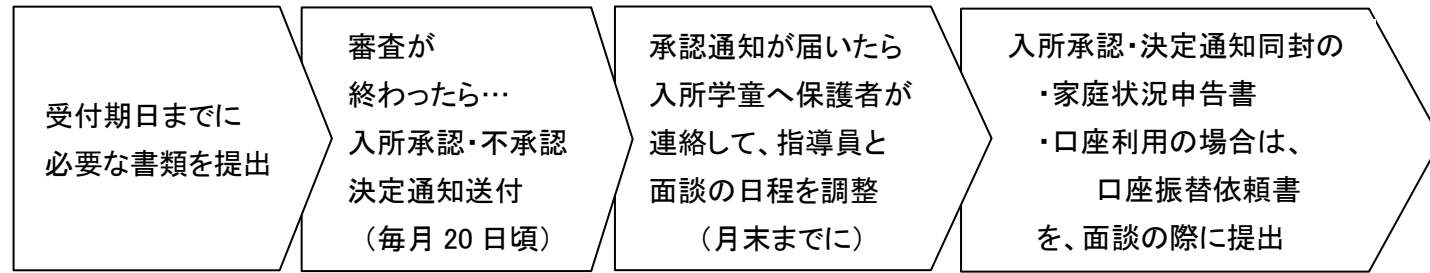 受付期日までに
必要な書類を提出
審査が
終わったら…
入所承認・不承認
決定通知送付
（毎月 20 日頃）
承認通知が届いたら
入所学童へ保護者が
連絡して、指導員と
面談の日程を調整
（月末までに）
入所承認・決定通知同封の
・家庭状況申告書
・口座利用の場合は、
口座振替依頼書
を、面談の際に提出